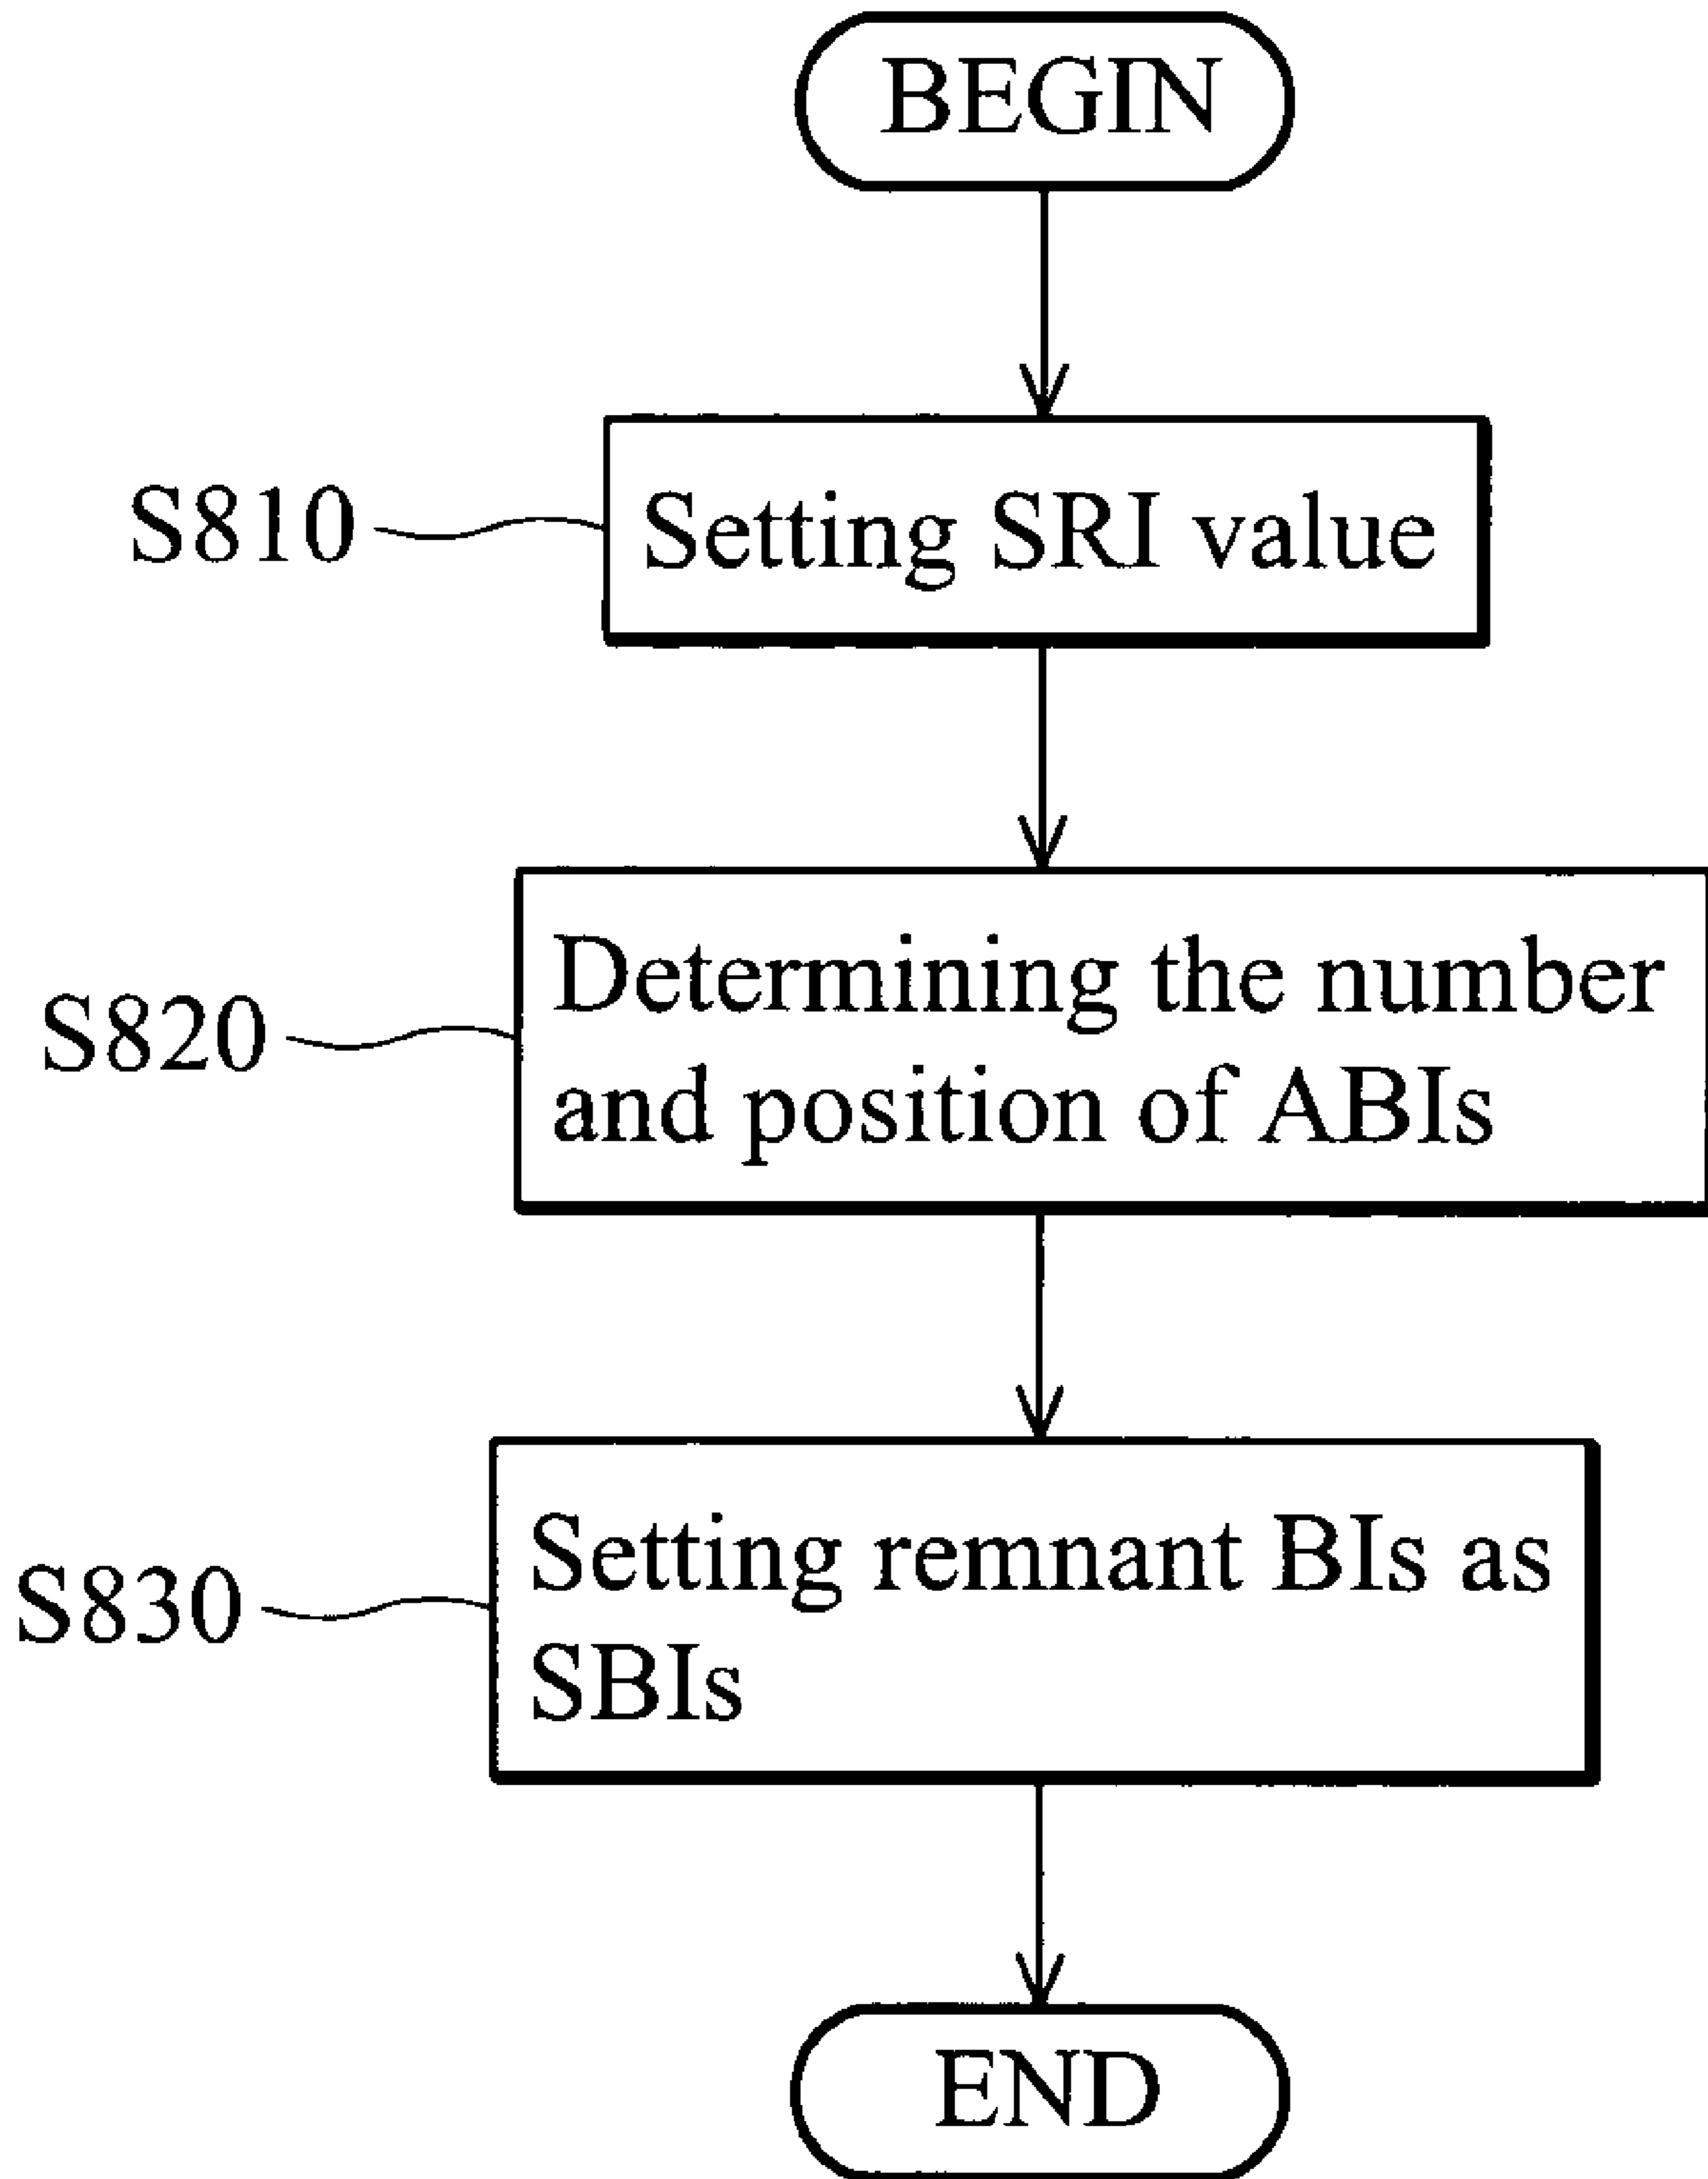 BEGIN
S810
Setting SRI value
S820
Determining the number
and position of ABIs
S830
Setting remnant BIs as
SBIs
END